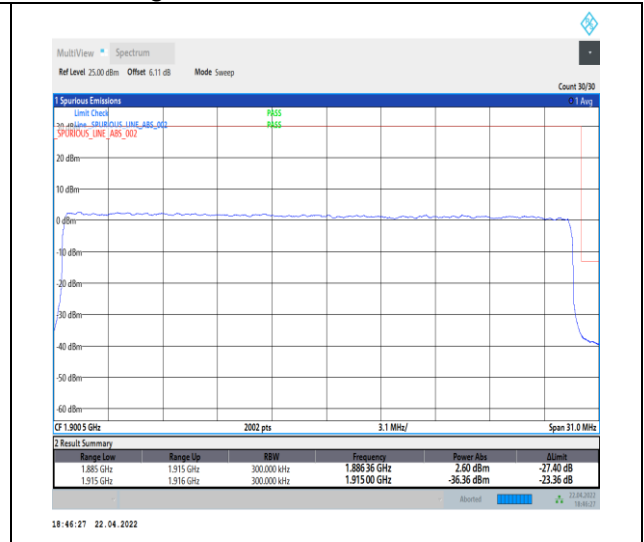 MultiView Spectrum
Ref Level 25.00 dBm Offset 6.11 dB Mode Sweep
Count 30/30
1 Spurious Emissions 1 Avg
Limit Check PASS
Line _SPURIOUS_LINE_ABS_002 PASS
_SPURIOUS_LINE_ABS_002
20 dBm
10 dBm
0 dBm
-10 dBm
-20 dBm
-30 dBm
-40 dBm
-50 dBm
-60 dBm
CF 1.9005 GHz 2002 pts 3.1 MHz/ Span 31.0 MHz
2 Result Summary
Range Low Range Up RBW Frequency Power Abs ΔLimit
1.885 GHz 1.915 GHz 300.000 kHz 1.88636 GHz 2.60 dBm -27.40 dB
1.915 GHz 1.916 GHz 300.000 kHz 1.91500 GHz -36.36 dBm -23.36 dB
Aborted 22.04.2022
18:46:27
18:46:27 22.04.2022